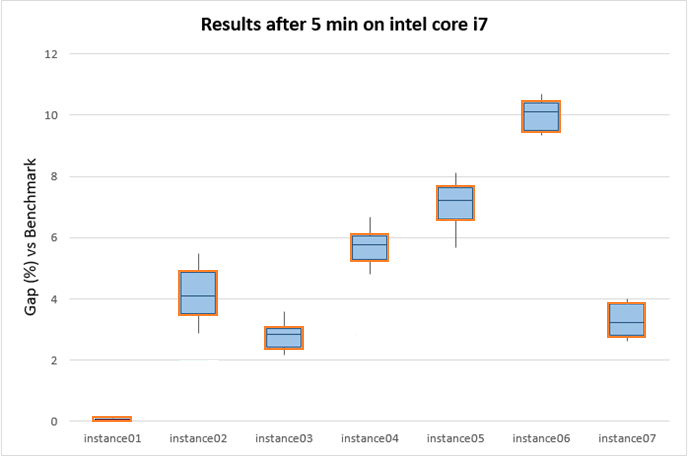 Results after 5 min on intel core i7
Gap (%) vs Benchmark
12
10
8
6
4
2
0
instance01 instance02 instance03 instance04 instance05 instance06 instance07